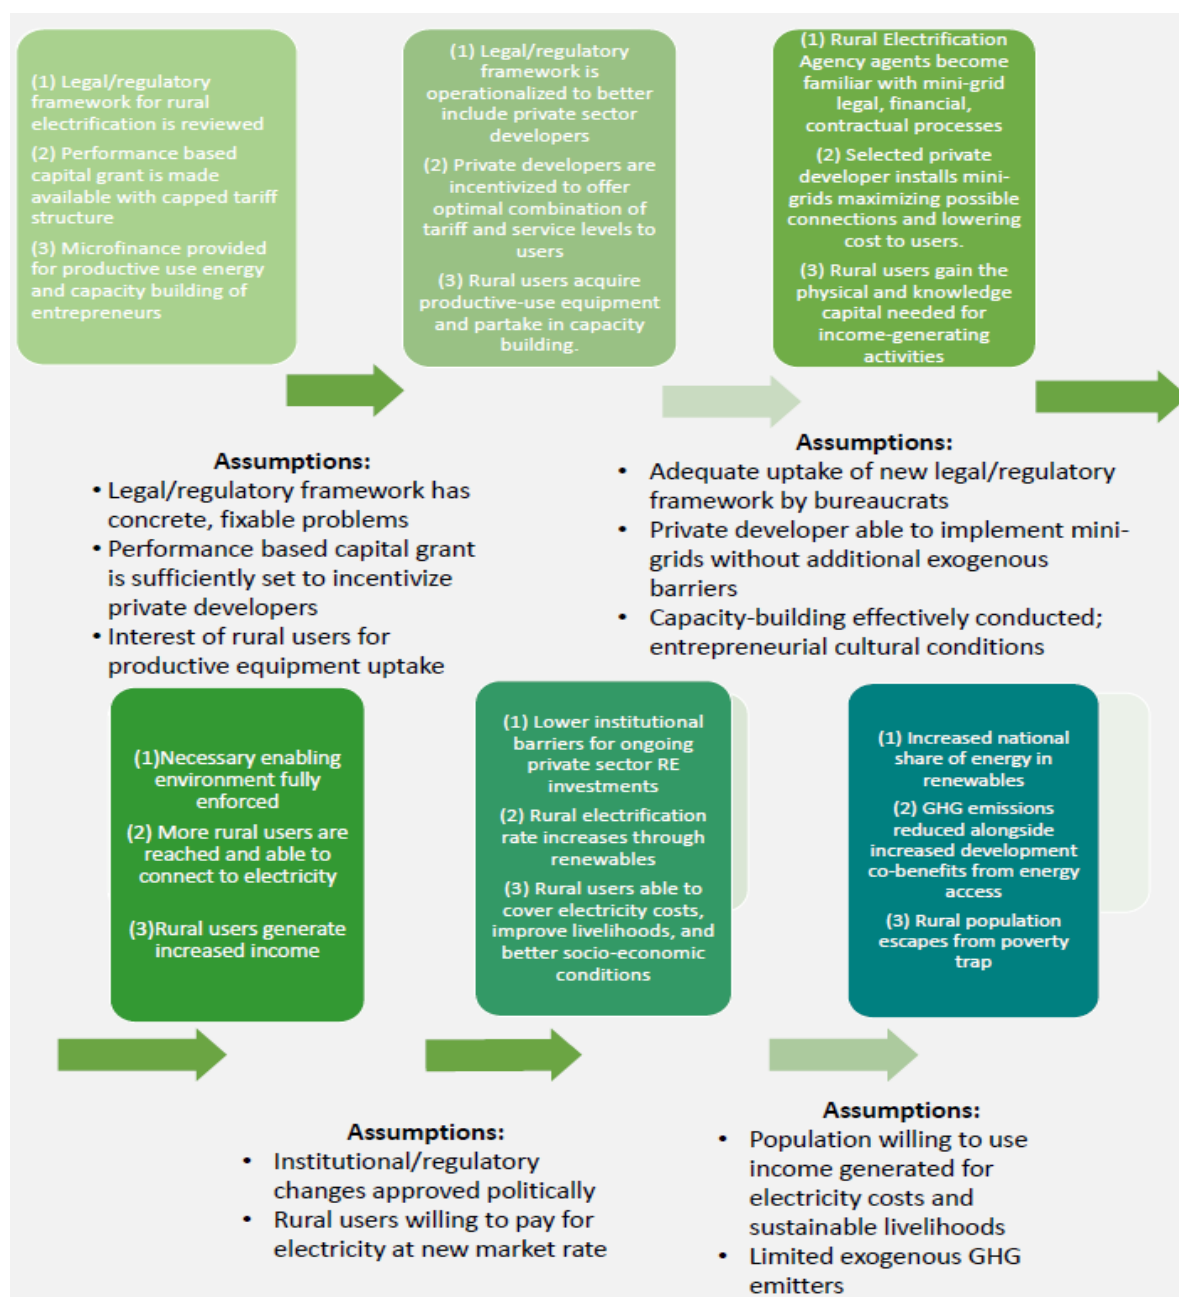 (1) Legal/regulatory
framework for rural
electrification is reviewed
(2) Performance based
capital grant is made
available with capped tariff
structure
(3) Microfinance provided
for productive use energy
and capacity building of
entrepreneurs
(1) Legal/regulatory
framework is
operationalized to better
include private sector
developers
(2) Private developers are
incentivized to offer
optimal combination of
tariff and service levels to
users
(3) Rural users acquire
productive-use equipment
and partake in capacity
building.
(1) Rural Electrification
Agency agents become
familiar with mini-grid
legal, financial,
contractual processes
(2) Selected private
developer installs mini-
grids maximizing possible
connections and lowering
cost to users.
(3) Rural users gain the
physical and knowledge
capital needed for
income-generating
activities
Assumptions:
• Legal/regulatory framework has
concrete, fixable problems
• Performance based capital grant
is sufficiently set to incentivize
private developers
• Interest of rural users for
productive equipment uptake
Assumptions:
• Adequate uptake of new legal/regulatory
framework by bureaucrats
• Private developer able to implement mini-
grids without additional exogenous
barriers
• Capacity-building effectively conducted;
entrepreneurial cultural conditions
(1)Necessary enabling
environment fully
enforced
(2) More rural users are
reached and able to
connect to electricity
(3)Rural users generate
increased income
(1) Lower institutional
barriers for ongoing
private sector RE
investments
(2) Rural electrification
rate increases through
renewables
(3) Rural users able to
cover electricity costs,
improve livelihoods, and
better socio-economic
conditions
(1) Increased national
share of energy in
renewables
(2) GHG emissions
reduced alongside
increased development
co-benefits from energy
access
(3) Rural population
escapes from poverty
trap
Assumptions:
• Institutional/regulatory
changes approved politically
• Rural users willing to pay for
electricity at new market rate
Assumptions:
• Population willing to use
income generated for
electricity costs and
sustainable livelihoods
• Limited exogenous GHG
emitters